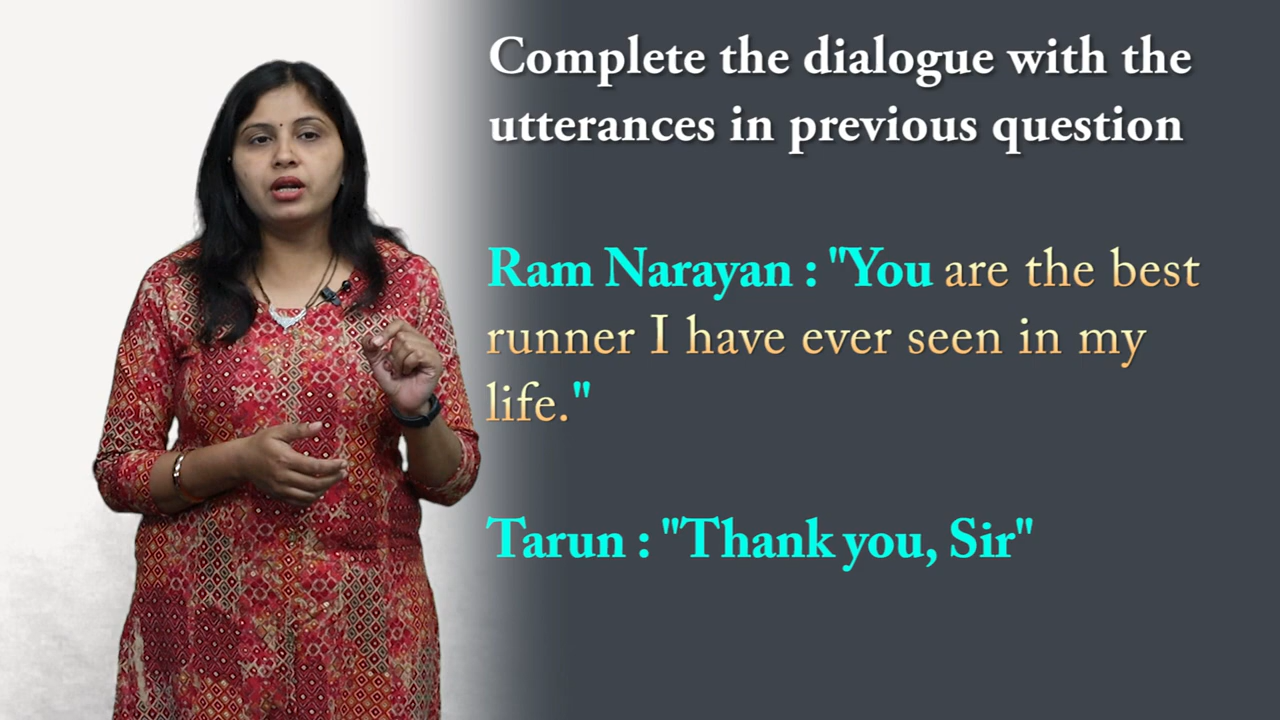 Complete the dialogue with the
utterances in previous question
Ram Narayan : "You are the best
runner I have ever seen in my
life."
Tarun : "Thank you, Sir"